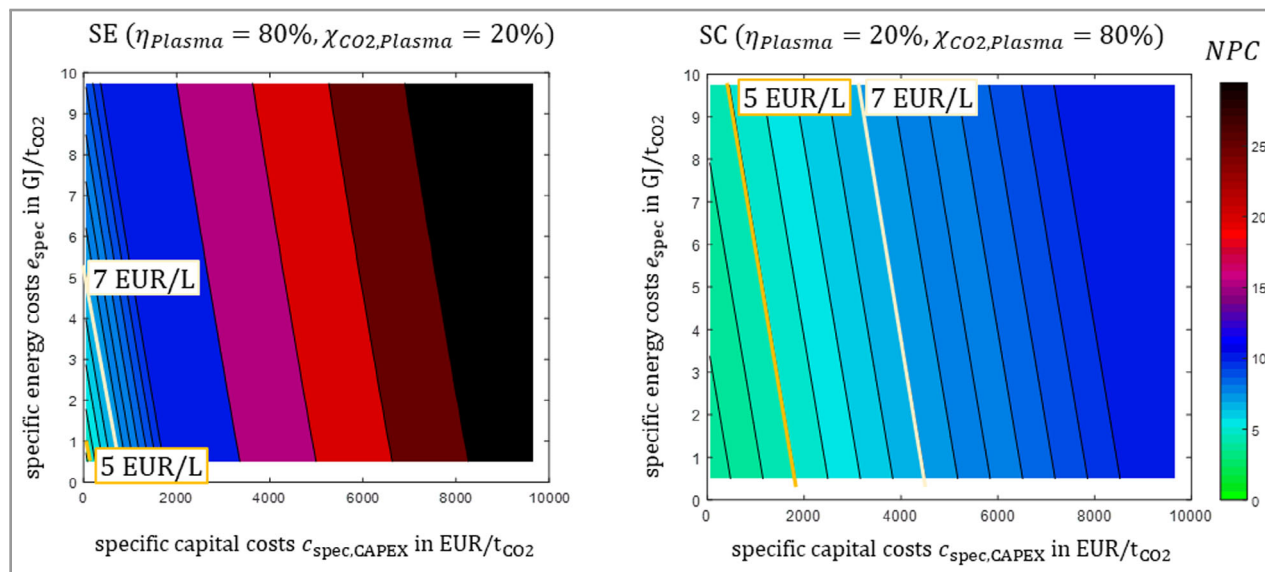 SE (η_Plasma = 80%, χ_CO2,Plasma = 20%)
10
9
8
7
6
5
4
3
2
1
0
specific energy costs e_spec in GJ/t_CO2
7 EUR/L
5 EUR/L
0 2000 4000 6000 8000 10000
specific capital costs c_spec,CAPEX in EUR/t_CO2
SC (η_Plasma = 20%, χ_CO2,Plasma = 80%)
10
9
8
7
6
5
4
3
2
1
0
specific energy costs e_spec in GJ/t_CO2
5 EUR/L 7 EUR/L
0 2000 4000 6000 8000 10000
specific capital costs c_spec,CAPEX in EUR/t_CO2
NPC
25
20
15
10
5
0